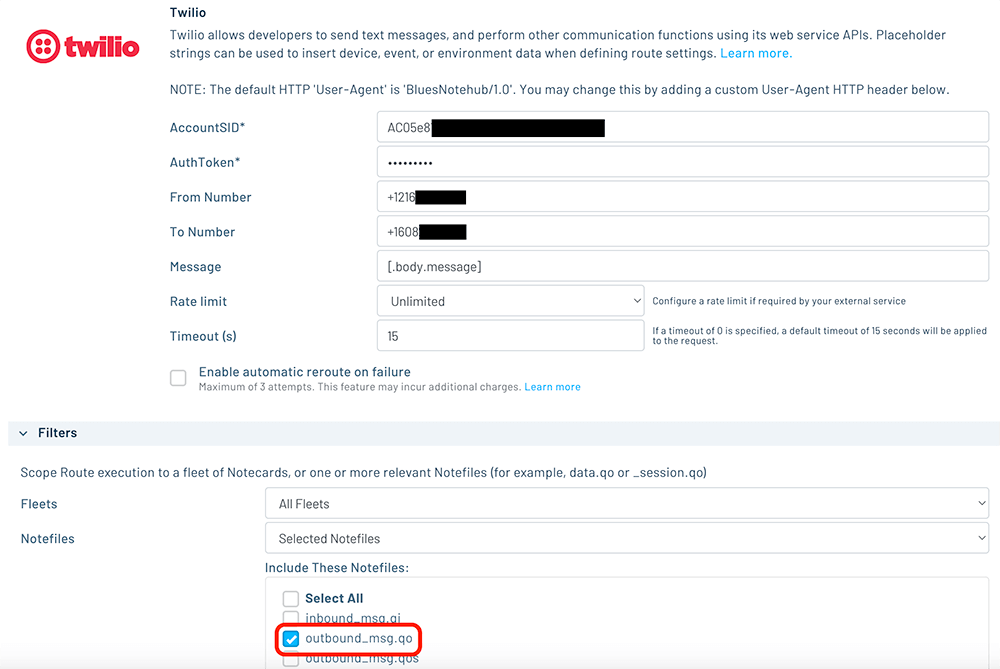 Twilio
twilio
Twilio allows developers to send text messages, and perform other communication functions using its web service APIs. Placeholder
strings can be used to insert device, event, or environment data when defining route settings. Learn more.
NOTE: The default HTTP 'User-Agent' is 'BluesNotehub/1.0'. You may change this by adding a custom User-Agent HTTP header below.
AccountSID* AC05e8
AuthToken* •••••••••
From Number +1216
To Number +1608
Message [.body.message]
Rate limit Unlimited Configure a rate limit if required by your external service
Timeout (s) 15 If a timeout of 0 is specified, a default timeout of 15 seconds will be applied
to the request.
Enable automatic reroute on failure
Maximum of 3 attempts. This feature may incur additional charges. Learn more
Filters
Scope Route execution to a fleet of Notecards, or one or more relevant Notefiles (for example, data.qo or _session.qo)
Fleets All Fleets
Notefiles Selected Notefiles
Include These Notefiles:
Select All
inbound_msg.qi
outbound_msg.qo
outbound_msg.qos